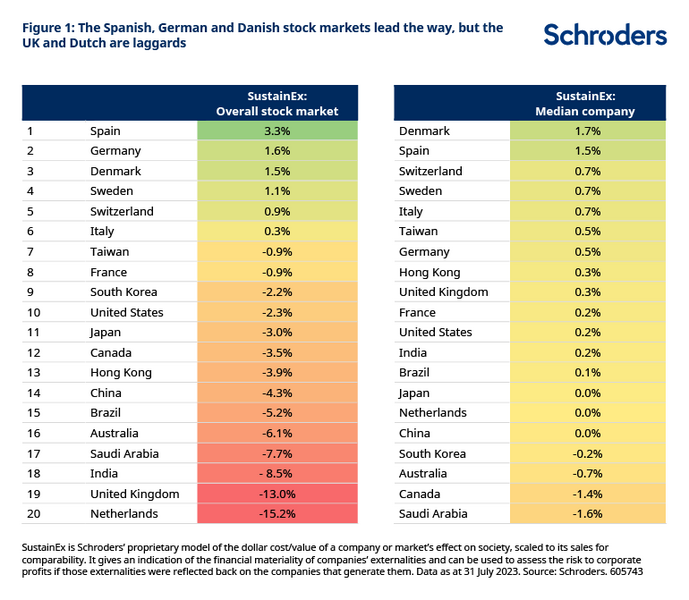 Figure 1: The Spanish, German and Danish stock markets lead the way, but the
UK and Dutch are laggards
Schroders
SustainEx:
Overall stock market
1 Spain 3.3%
2 Germany 1.6%
3 Denmark 1.5%
4 Sweden 1.1%
5 Switzerland 0.9%
6 Italy 0.3%
7 Taiwan -0.9%
8 France -0.9%
9 South Korea -2.2%
10 United States -2.3%
11 Japan -3.0%
12 Canada -3.5%
13 Hong Kong -3.9%
14 China -4.3%
15 Brazil -5.2%
16 Australia -6.1%
17 Saudi Arabia -7.7%
18 India - 8.5%
19 United Kingdom -13.0%
20 Netherlands -15.2%
SustainEx:
Median company
Denmark 1.7%
Spain 1.5%
Switzerland 0.7%
Sweden 0.7%
Italy 0.7%
Taiwan 0.5%
Germany 0.5%
Hong Kong 0.3%
United Kingdom 0.3%
France 0.2%
United States 0.2%
India 0.2%
Brazil 0.1%
Japan 0.0%
Netherlands 0.0%
China 0.0%
South Korea -0.2%
Australia -0.7%
Canada -1.4%
Saudi Arabia -1.6%
SustainEx is Schroders’ proprietary model of the dollar cost/value of a company or market’s effect on society, scaled to its sales for
comparability. It gives an indication of the financial materiality of companies’ externalities and can be used to assess the risk to corporate
profits if those externalities were reflected back on the companies that generate them. Data as at 31 July 2023. Source: Schroders. 605743